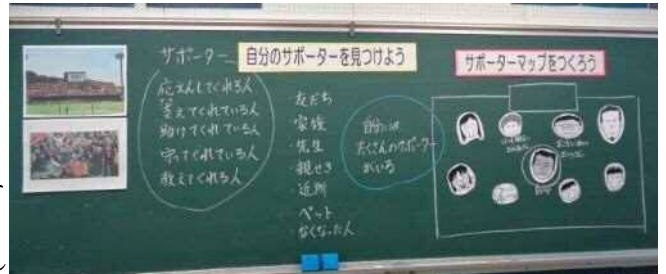 サポーター
自分のサポーターを見つけよう
サポーターマップをつくろう
応えんしてくれる人
支えてくれている人
助けてくれている人
守ってくれている人
教えてくれる人
友だち
・家族
・先生
・親せき
・近所
・ペット
・なくなった人
自分には
たくさんのサポーター
がいる